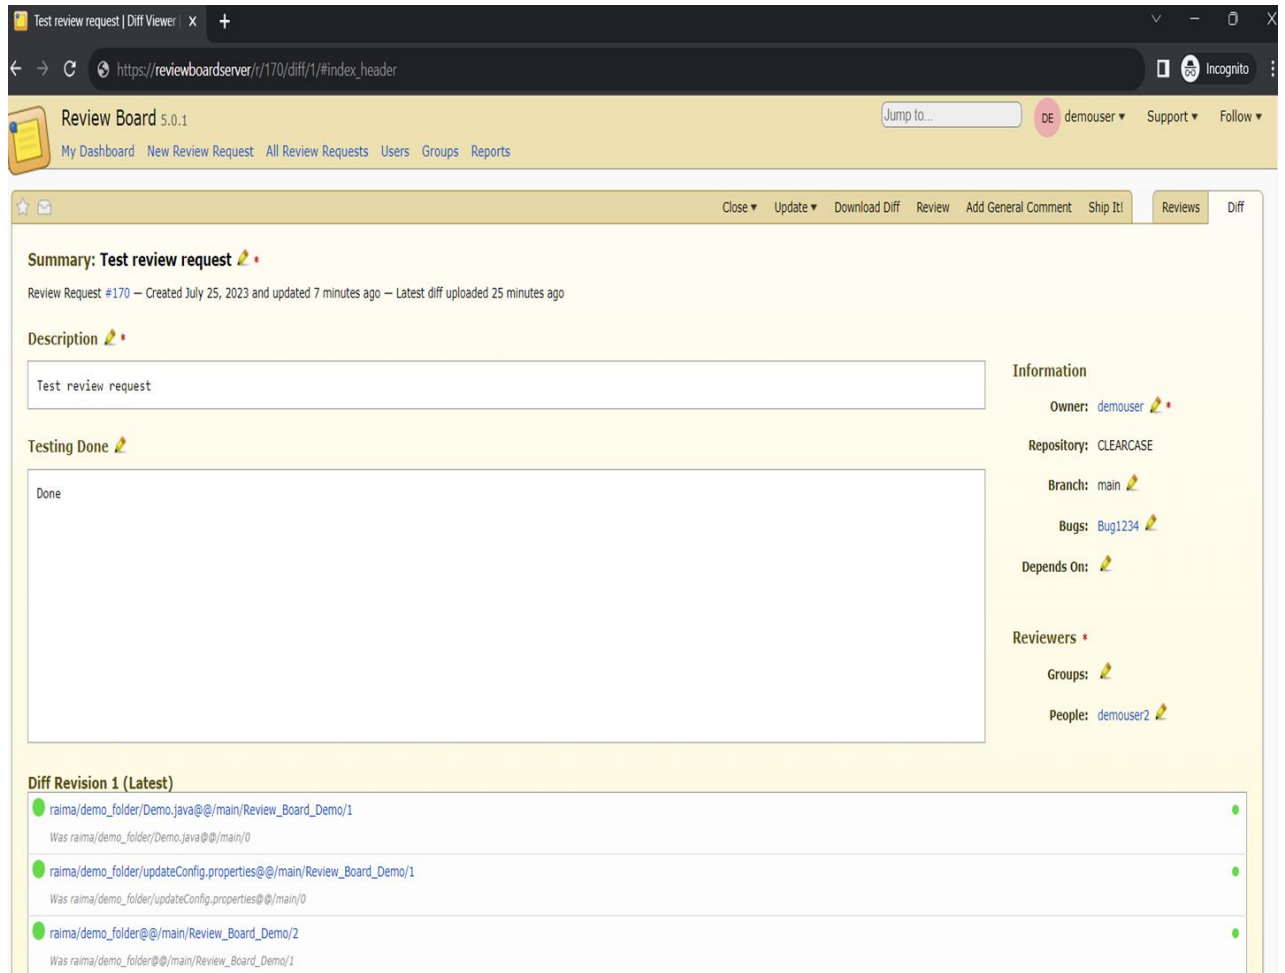 Test review request | Diff Viewer |
https://reviewboardserver/r/170/diff/1/#index_header
Incognito
Review Board 5.0.1
Jump to...
DE demouser ▾ Support ▾ Follow ▾
My Dashboard New Review Request All Review Requests Users Groups Reports
Close ▾ Update ▾ Download Diff Review Add General Comment Ship It! Reviews Diff
Summary: Test review request *
Review Request #170 — Created July 25, 2023 and updated 7 minutes ago — Latest diff uploaded 25 minutes ago
Description *
Test review request
Testing Done
Done
Information
Owner: demouser *
Repository: CLEARCASE
Branch: main
Bugs: Bug1234
Depends On:
Reviewers *
Groups:
People: demouser2
Diff Revision 1 (Latest)
raima/demo_folder/Demo.java@@/main/Review_Board_Demo/1
Was raima/demo_folder/Demo.java@@/main/0
raima/demo_folder/updateConfig.properties@@/main/Review_Board_Demo/1
Was raima/demo_folder/updateConfig.properties@@/main/0
raima/demo_folder@@/main/Review_Board_Demo/2
Was raima/demo_folder@@/main/Review_Board_Demo/1